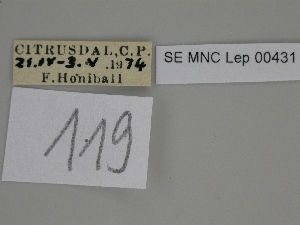 CITRUSDAL, C.P.
21.IV-3.V .1974
F. Honiball
SE MNC Lep 00431
119